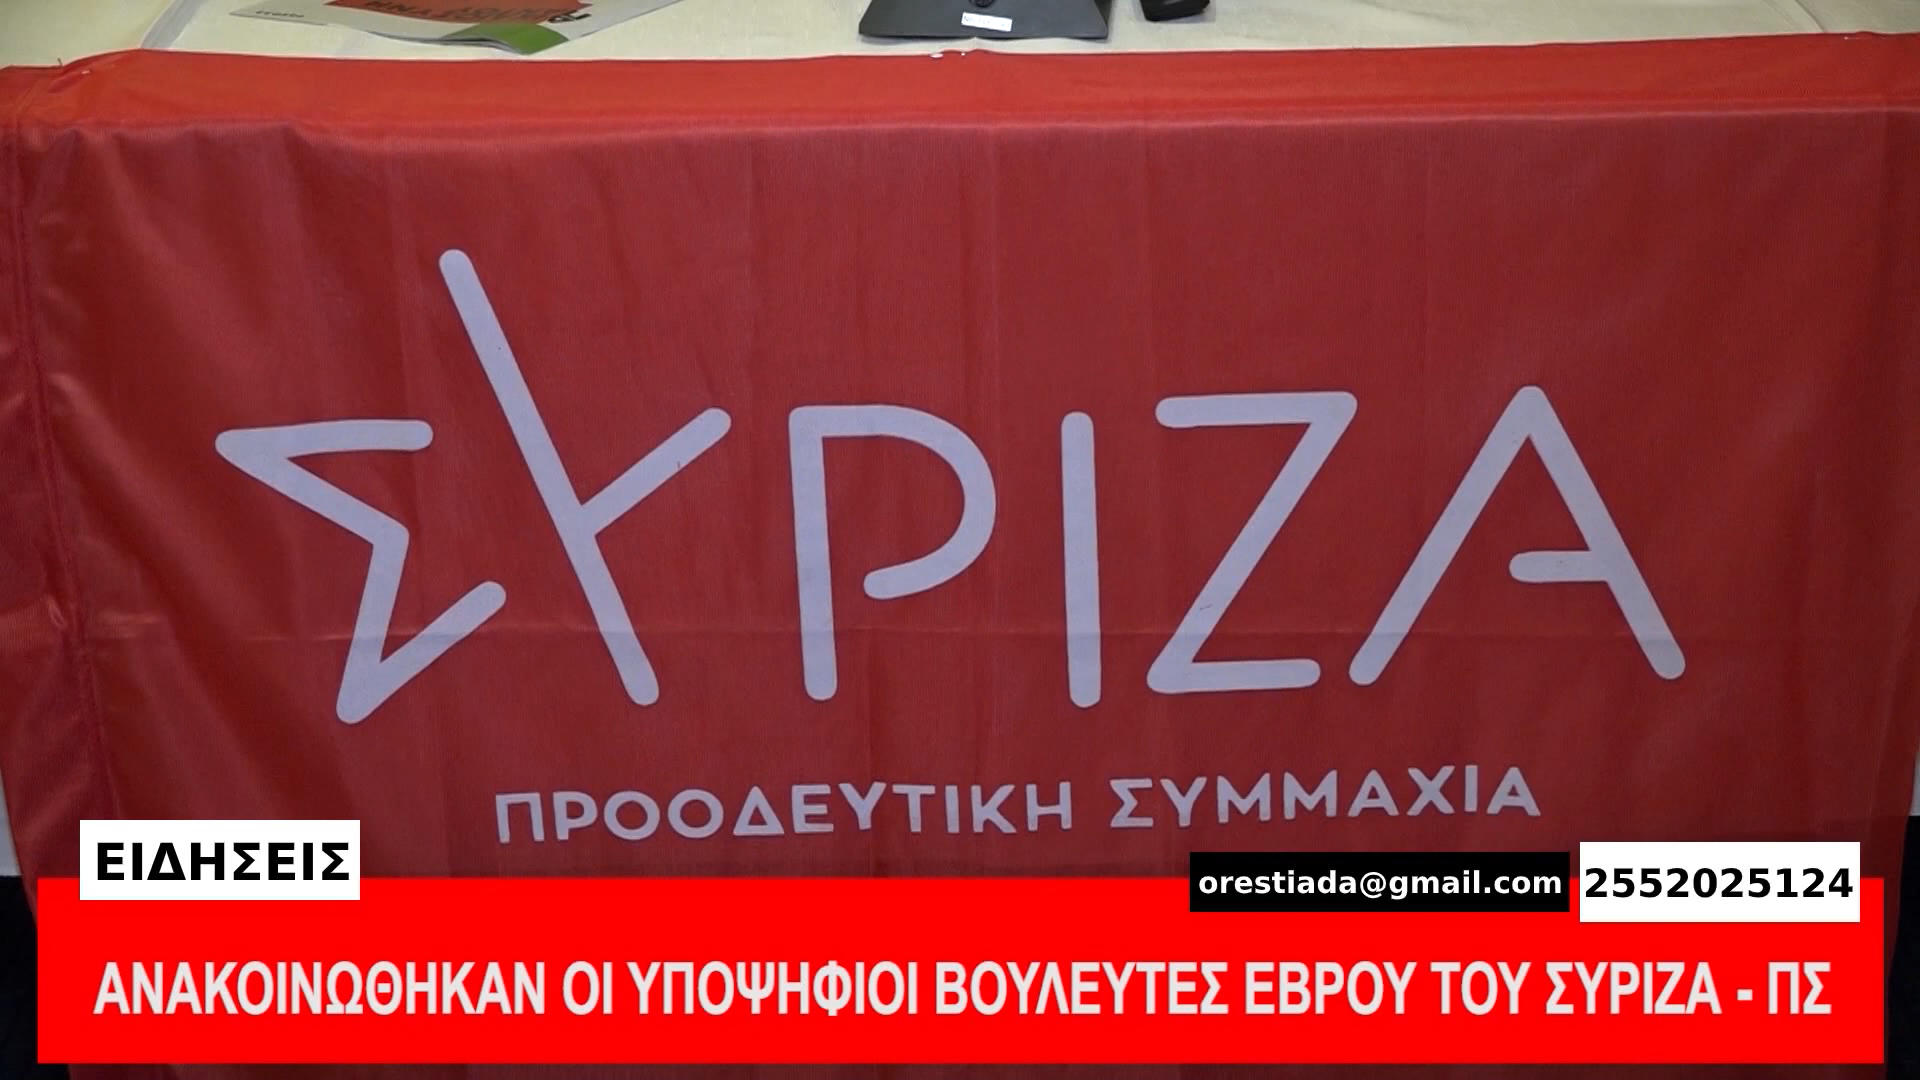 ΣΥΡΙΖΑ
ΠΡΟΟΔΕΥΤΙΚΗ ΣΥΜΜΑΧΙΑ
ΕΙΔΗΣΕΙΣ
orestiada@gmail.com 2552025124
ΑΝΑΚΟΙΝΩΘΗΚΑΝ ΟΙ ΥΠΟΨΗΦΙΟΙ ΒΟΥΛΕΥΤΕΣ ΕΒΡΟΥ ΤΟΥ ΣΥΡΙΖΑ - ΠΣ